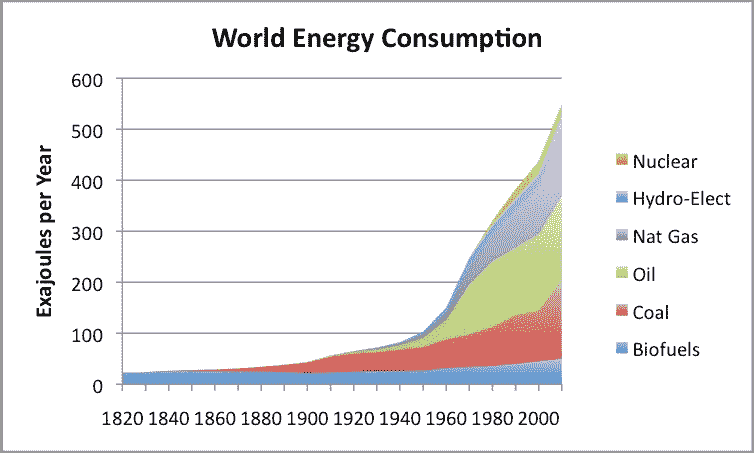 World Energy Consumption
600
500
400
300
200
100
0
Exajoules per Year
1820 1840 1860 1880 1900 1920 1940 1960 1980 2000
Nuclear
Hydro-Elect
Nat Gas
Oil
Coal
Biofuels